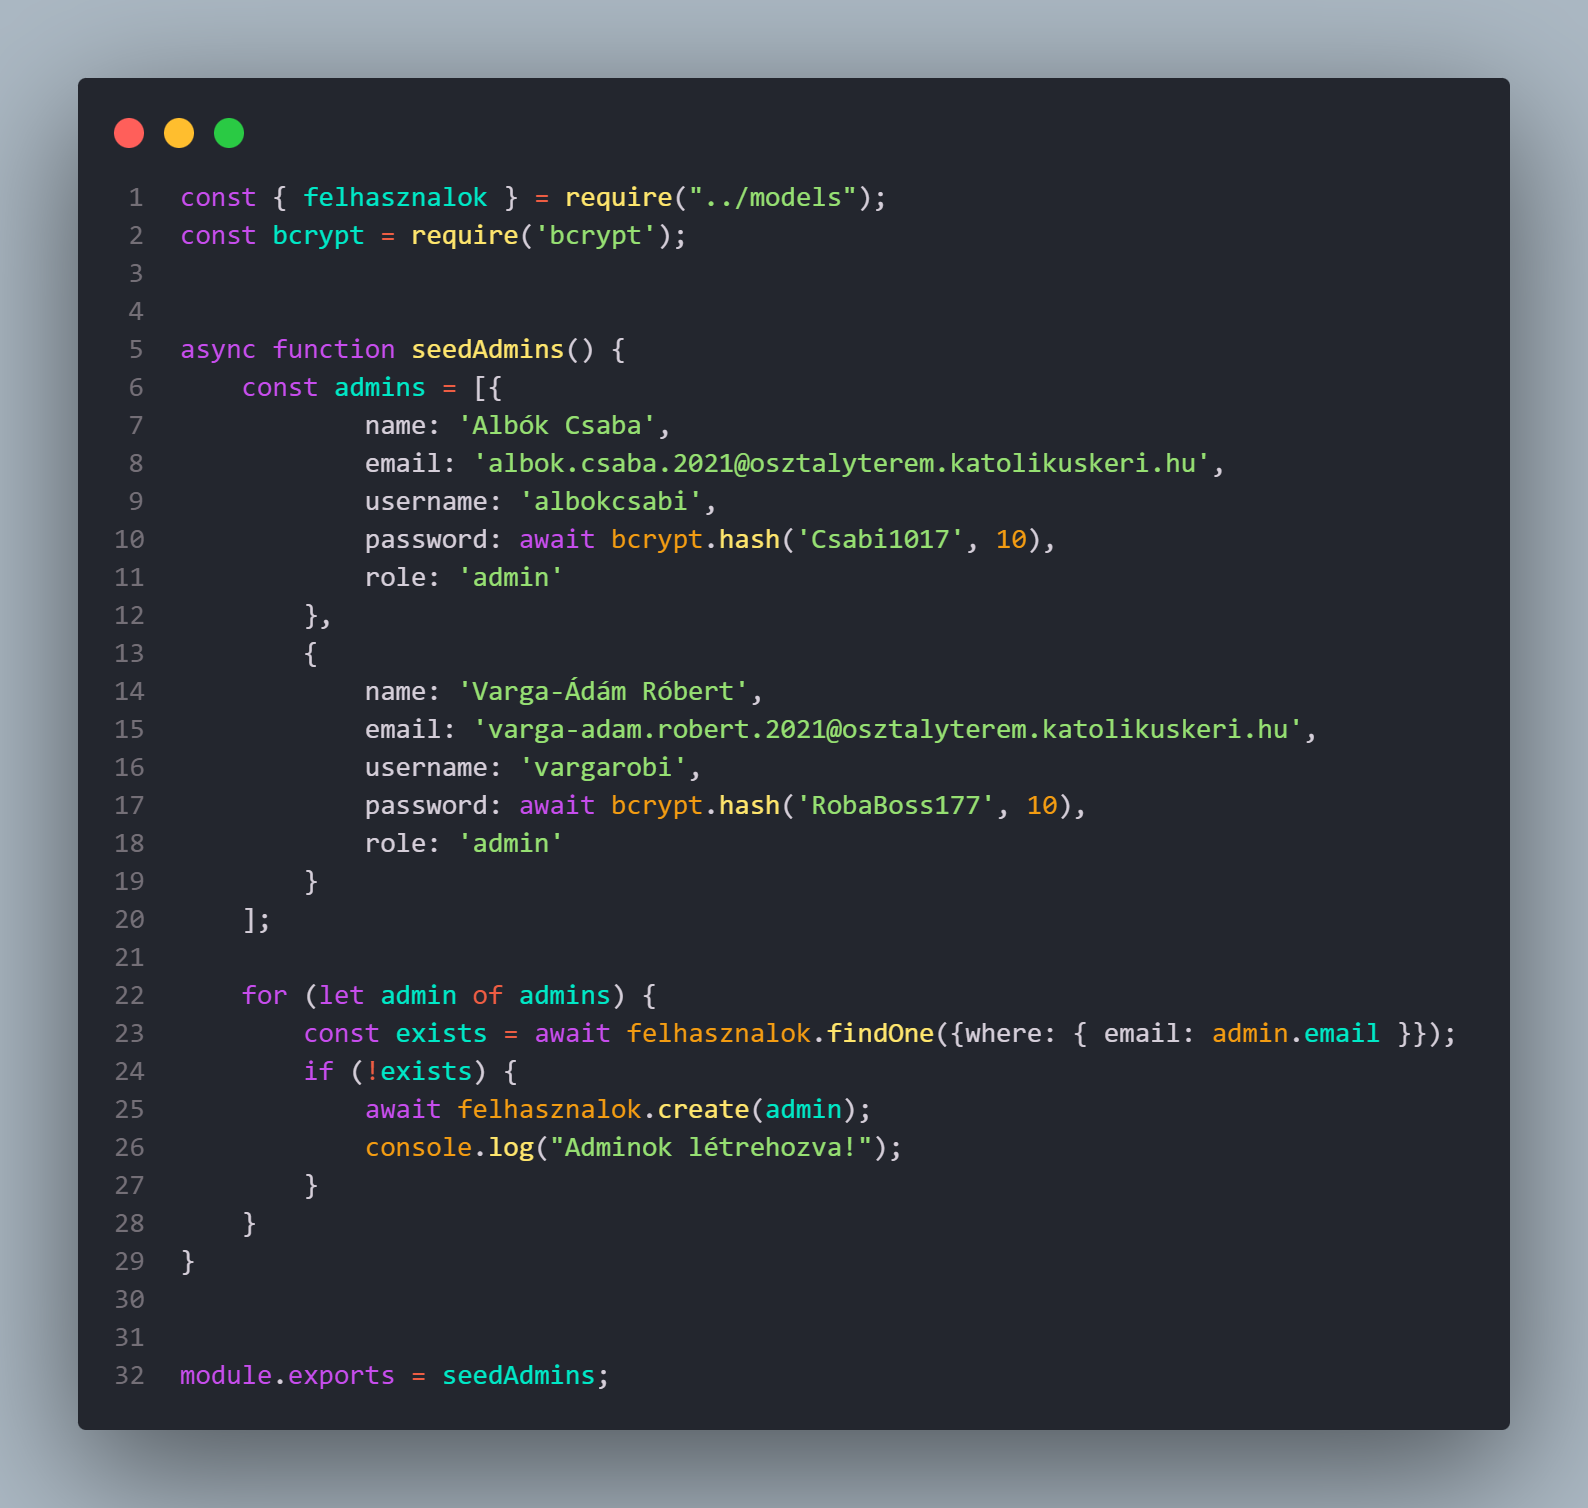 1 const { felhasznalok } = require("../models");
2 const bcrypt = require('bcrypt');
3
4
5 async function seedAdmins() {
6     const admins = [{
7             name: 'Albók Csaba',
8             email: 'albok.csaba.2021@osztalyterem.katolikuskeri.hu',
9             username: 'albokcsabi',
10             password: await bcrypt.hash('Csabi1017', 10),
11             role: 'admin'
12         },
13         {
14             name: 'Varga-Ádám Róbert',
15             email: 'varga-adam.robert.2021@osztalyterem.katolikuskeri.hu',
16             username: 'vargarobi',
17             password: await bcrypt.hash('RobaBoss177', 10),
18             role: 'admin'
19         }
20     ];
21
22     for (let admin of admins) {
23         const exists = await felhasznalok.findOne({where: { email: admin.email }});
24         if (!exists) {
25             await felhasznalok.create(admin);
26             console.log("Adminok létrehozva!");
27         }
28     }
29 }
30
31
32 module.exports = seedAdmins;